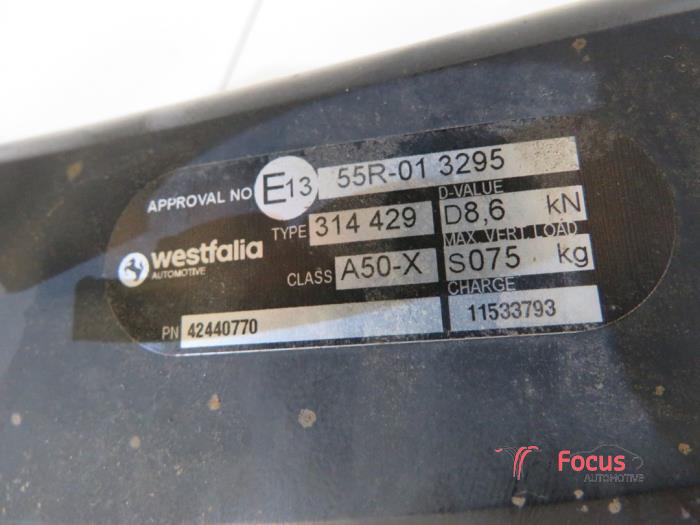 APPROVAL NO E13 55R-01 3295
TYPE 314 429 D-VALUE D8,6 kN
westfalia AUTOMOTIVE
CLASS A50-X MAX. VERT. LOAD S075 kg
PN 42440770 CHARGE 11533793
Focus
AUTOMOTIVE